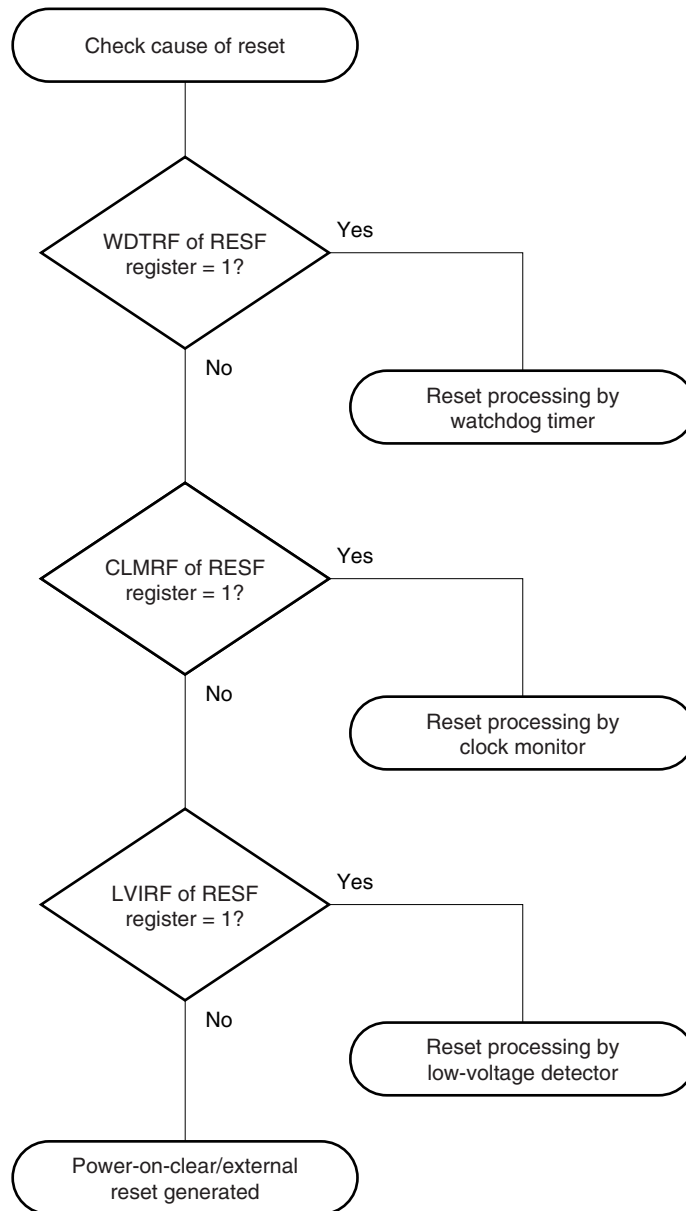 Check cause of reset
WDTRF of RESF
register = 1?
Yes
No
Reset processing by
watchdog timer
CLMRF of RESF
register = 1?
Yes
No
Reset processing by
clock monitor
LVIRF of RESF
register = 1?
Yes
No
Reset processing by
low-voltage detector
Power-on-clear/external
reset generated